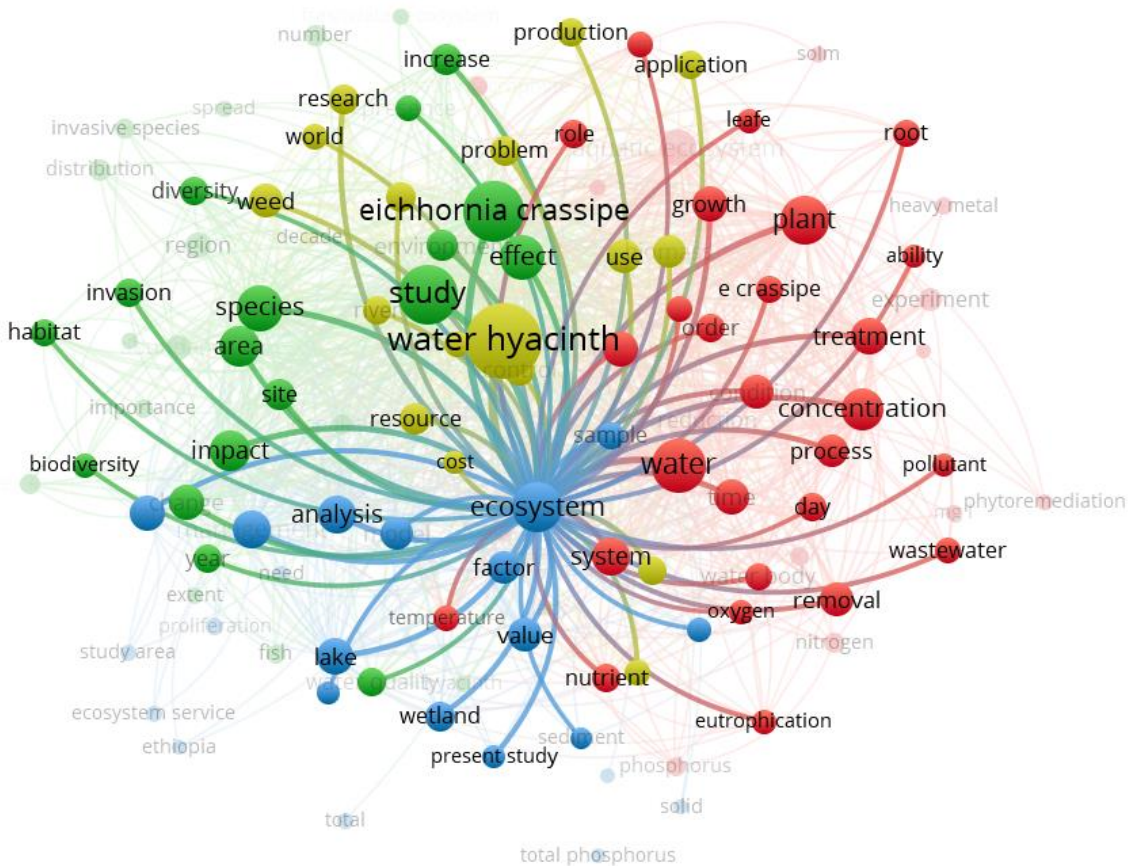 production
number
solm
increase
application
research
spread
leafe
invasive species
world
role
root
problem
aquatic ecosystem
distribution
diversity
weed
eichhornia crassipe
growth
plant
heavy metal
decade
region
environment
effect
use
ability
invasion
species
study
river
e crassipe
experiment
habitat
area
water hyacinth
order
treatment
control
site
condition
importance
resource
concentration
sample
reduction
impact
biodiversity
cost
water
process
pollutant
change
ecosystem
time
phytoremediation
analysis
day
model
year
need
factor
system
wastewater
water body
extent
temperature
oxygen
removal
proliferation
value
study area
fish
lake
nitrogen
water quality
nutrient
ecosystem service
wetland
eutrophication
ethiopia
present study
sediment
phosphorus
total
solid
total phosphorus